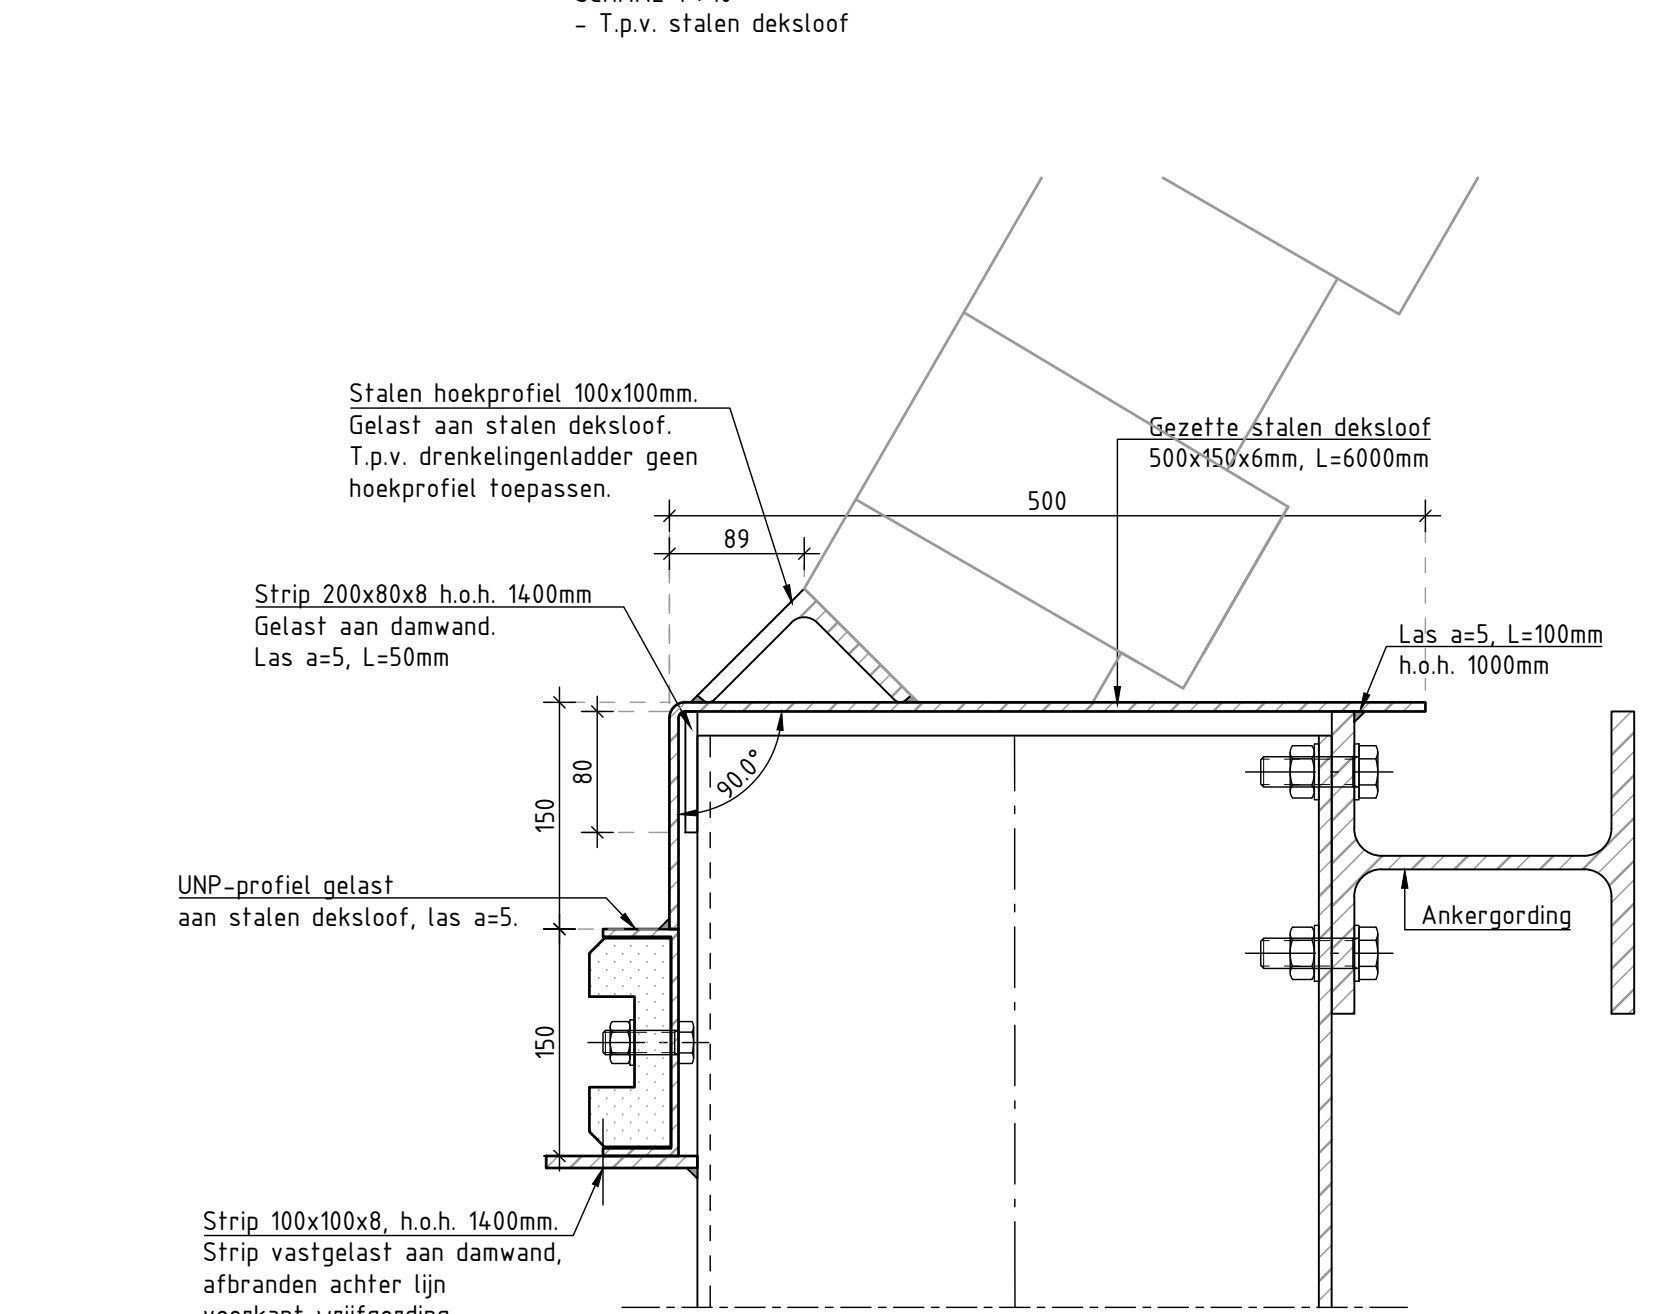 - T.p.v. stalen deksloof
Stalen hoekprofiel 100x100mm.
Gelast aan stalen deksloof.
T.p.v. drenkelingenladder geen
hoekprofiel toepassen.
Gezette stalen deksloof
500x150x6mm, L=6000mm
500
89
Strip 200x80x8 h.o.h. 1400mm
Gelast aan damwand.
Las a=5, L=50mm
Las a=5, L=100mm
h.o.h. 1000mm
80
150
90.0°
UNP-profiel gelast
aan stalen deksloof, las a=5.
Ankergording
150
Strip 100x100x8, h.o.h. 1400mm.
Strip vastgelast aan damwand,
afbranden achter lijn
voorkant wrijfgording